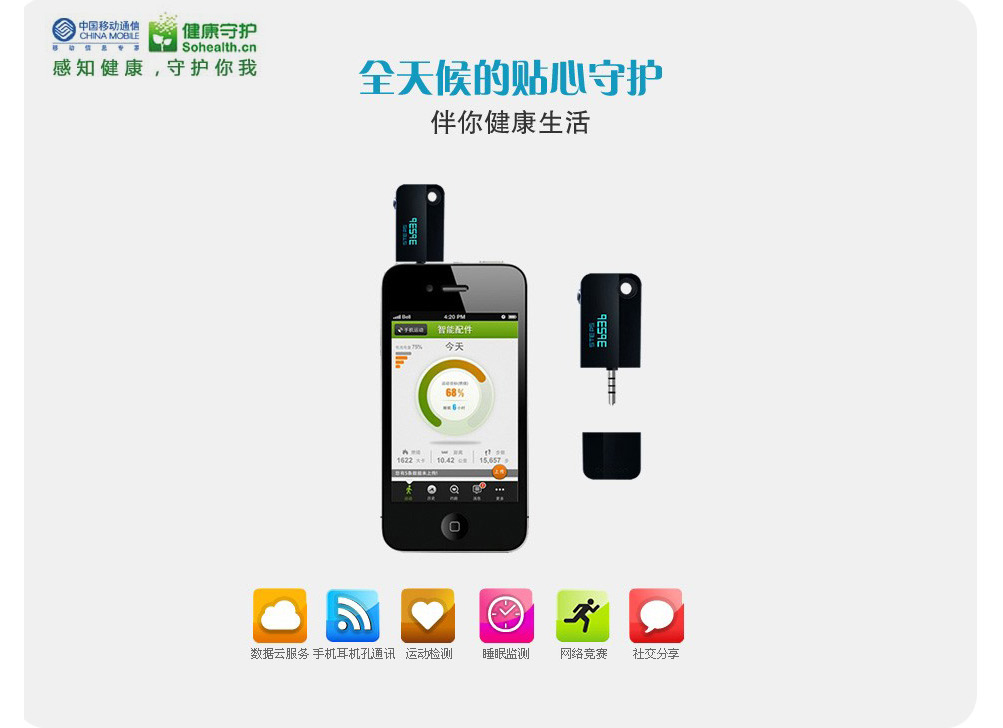 中国移动通信
CHINA MOBILE
移动信息专家
健康守护
Sohealth.cn
感知健康，守护你我
全天候的贴心守护
伴你健康生活
Bell
4:20 PM
手机运动
智能配件
75%
今天
68%
6
1622
10.42
15,657
STEPS
数据云服务
手机耳机孔通讯
运动检测
睡眠监测
网络竞赛
社交分享